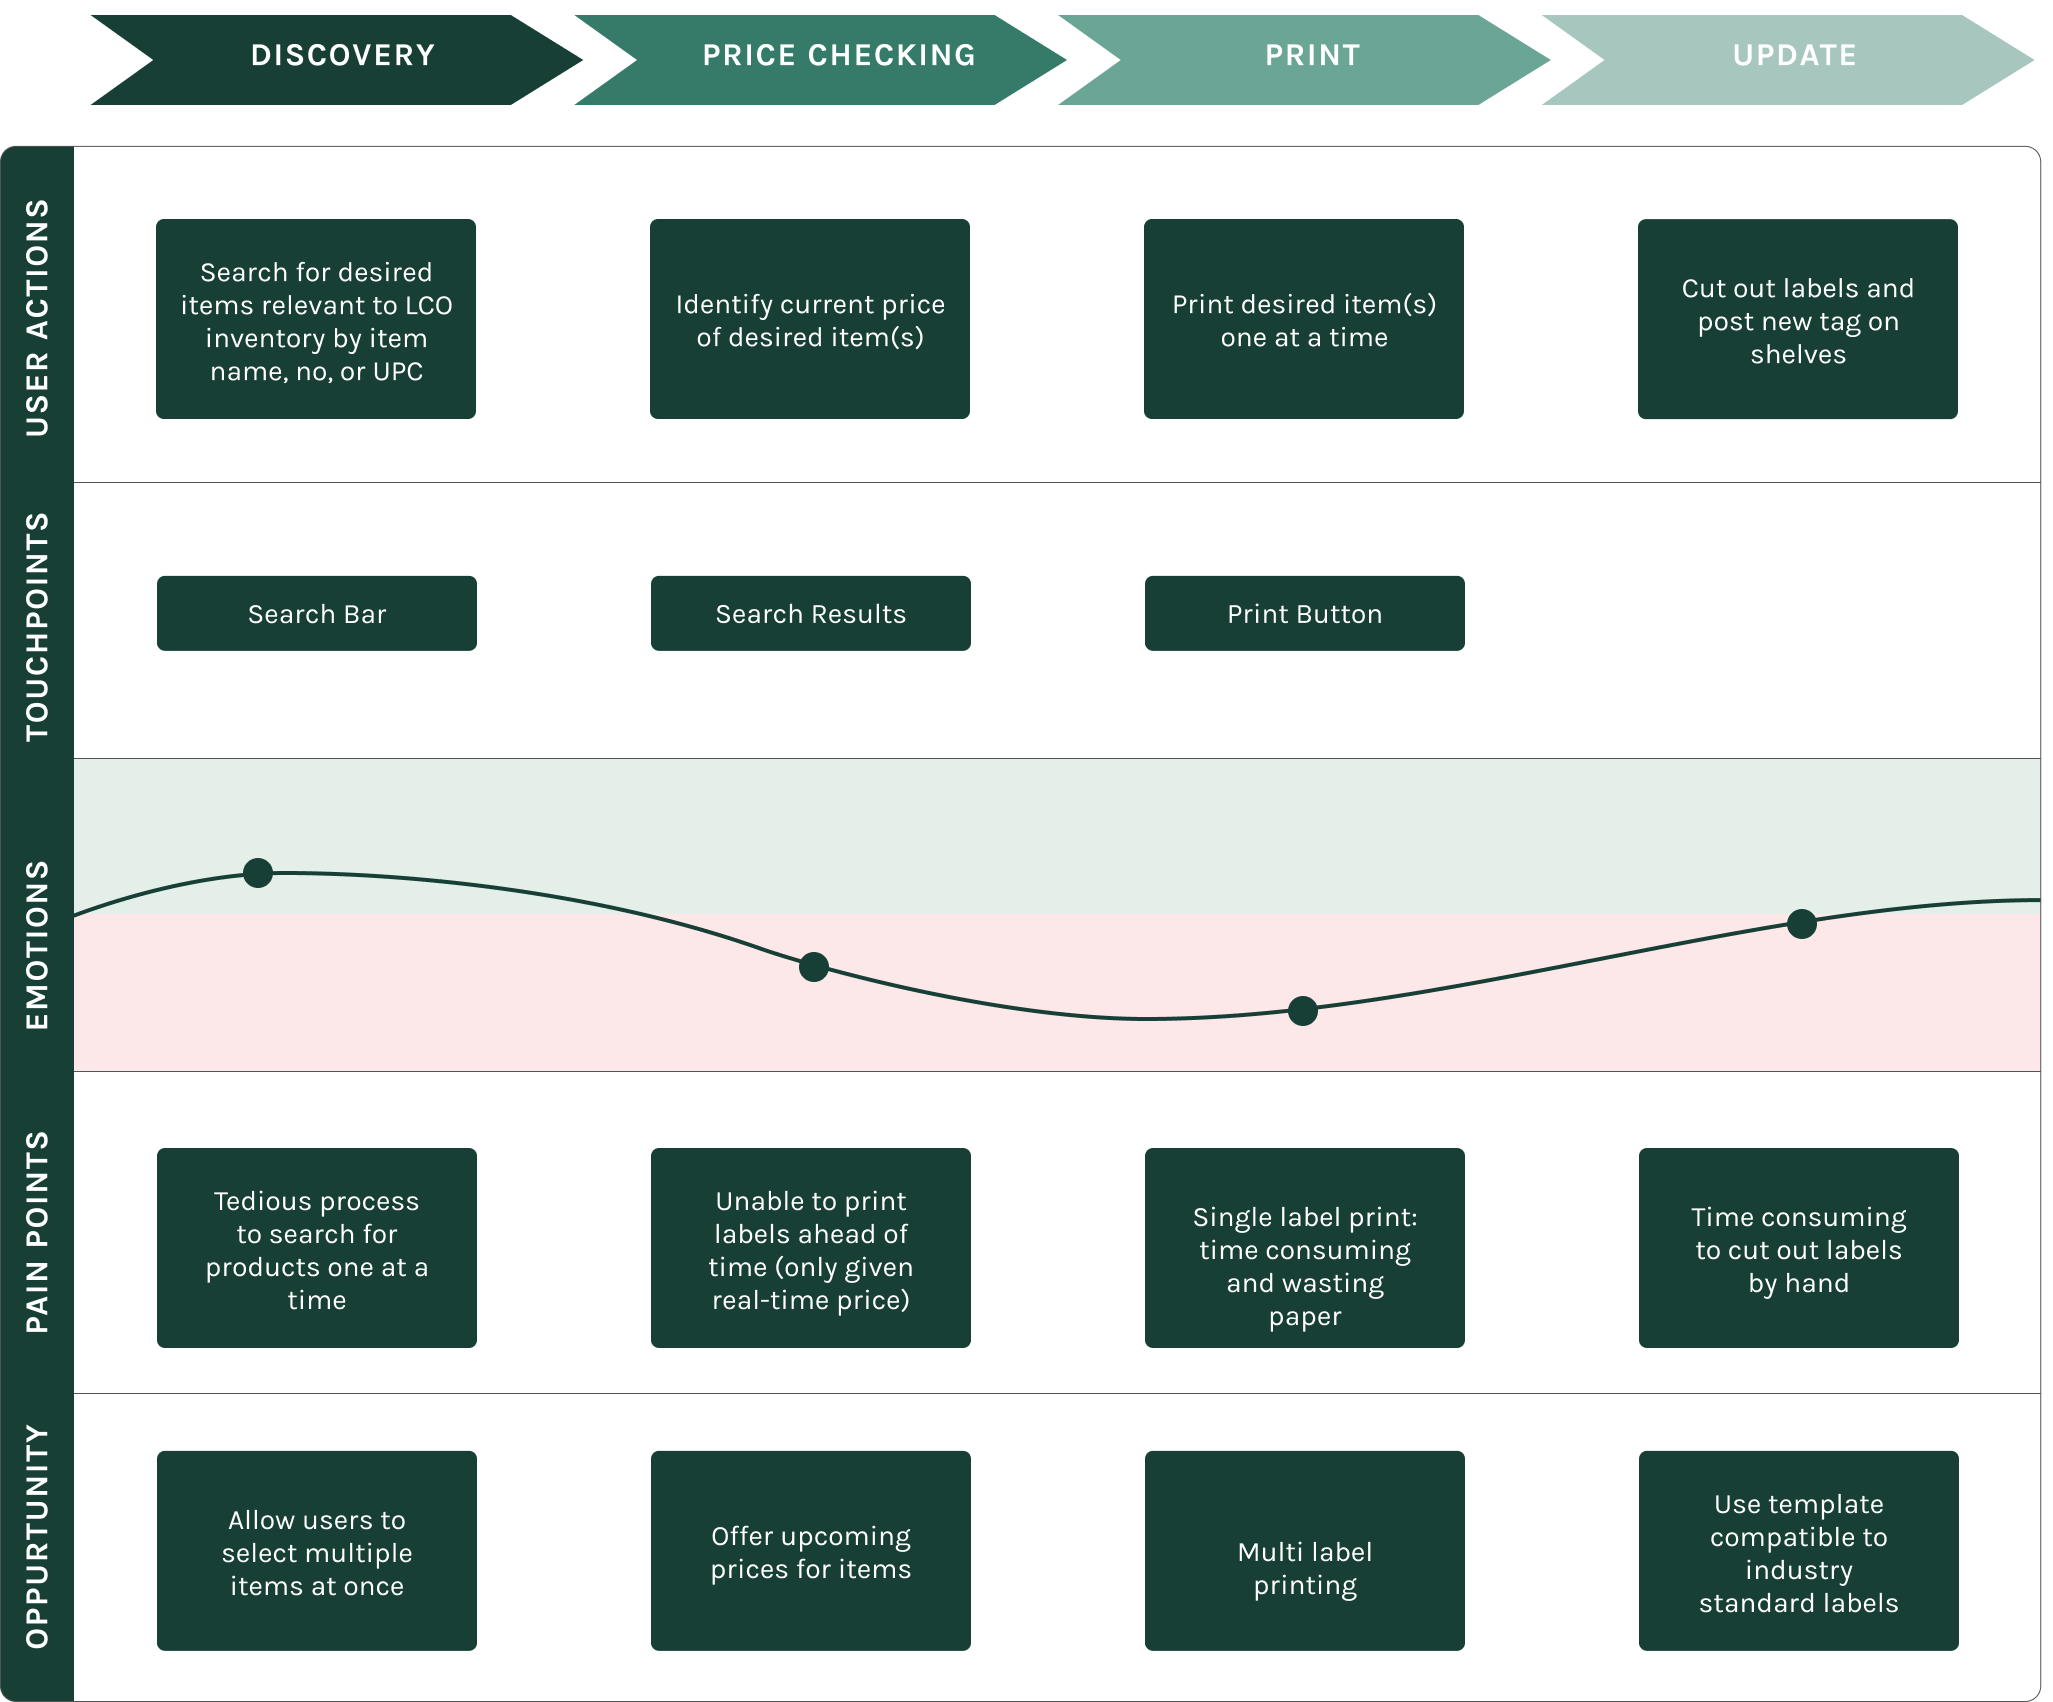 DISCOVERY
PRICE CHECKING
PRINT
UPDATE
USER ACTIONS
Search for desired
items relevant to LCO
inventory by item
name, no, or UPC
Identify current price
of desired item(s)
Print desired item(s)
one at a time
Cut out labels and
post new tag on
shelves
TOUCHPOINTS
Search Bar
Search Results
Print Button
EMOTIONS
PAIN POINTS
Tedious process
to search for
products one at a
time
Unable to print
labels ahead of
time (only given
real-time price)
Single label print:
time consuming
and wasting
paper
Time consuming
to cut out labels
by hand
OPPURTUNITY
Allow users to
select multiple
items at once
Offer upcoming
prices for items
Multi label
printing
Use template
compatible to
industry
standard labels